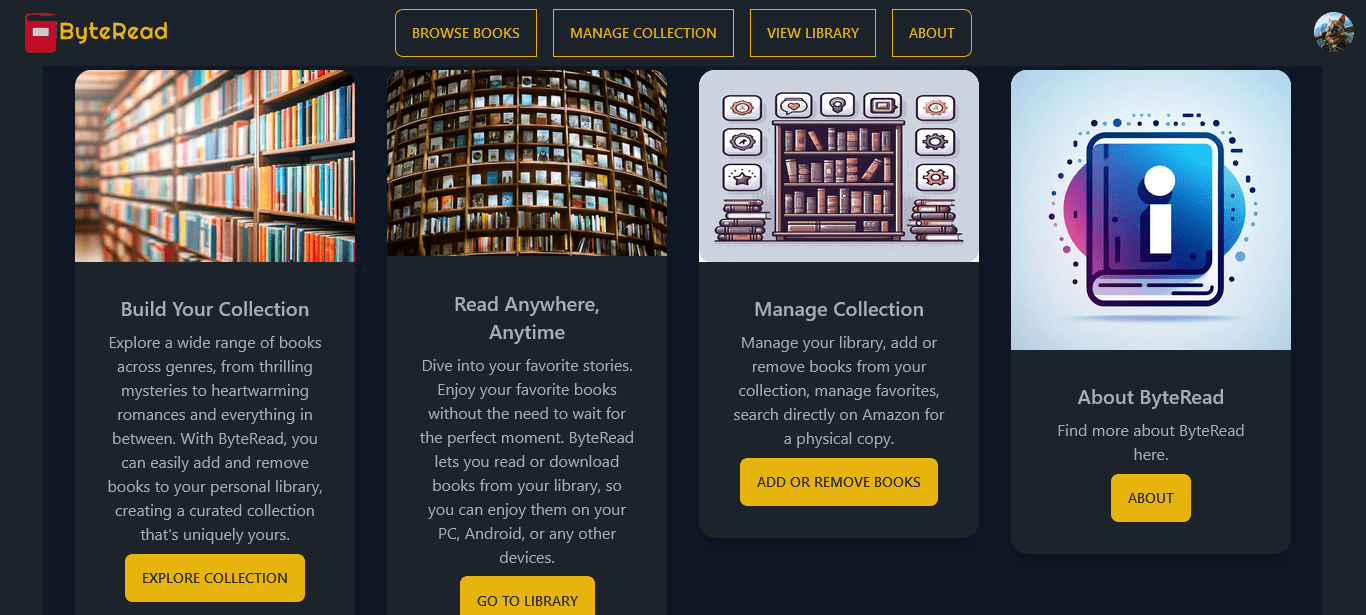 ByteRead
BROWSE BOOKS
MANAGE COLLECTION
VIEW LIBRARY
ABOUT
Build Your Collection
Explore a wide range of books
across genres, from thrilling
mysteries to heartwarming
romances and everything in
between. With ByteRead, you
can easily add and remove
books to your personal library,
creating a curated collection
that's uniquely yours.
EXPLORE COLLECTION
Read Anywhere,
Anytime
Dive into your favorite stories.
Enjoy your favorite books
without the need to wait for
the perfect moment. ByteRead
lets you read or download
books from your library, so
you can enjoy them on your
PC, Android, or any other
devices.
GO TO LIBRARY
Manage Collection
Manage your library, add or
remove books from your
collection, manage favorites,
search directly on Amazon for
a physical copy.
ADD OR REMOVE BOOKS
About ByteRead
Find more about ByteRead
here.
ABOUT